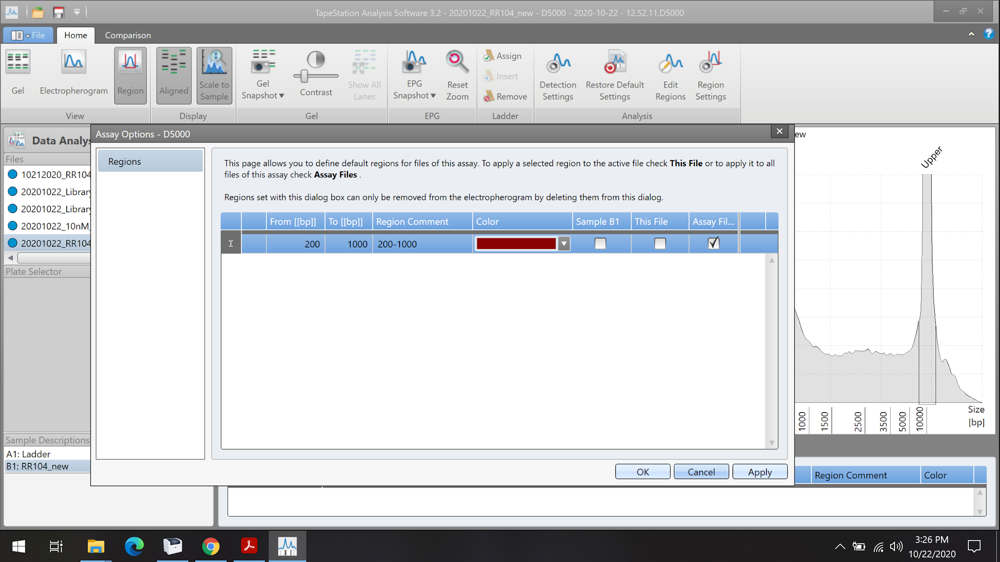 TapeStation Analysis Software 3.2 - 20201022_RR104_new - D5000 - 2020-10-22 - 12.52.11.D5000
File
Home
Comparison
Gel
Electropherogram
Region
Aligned
Scale to
Sample
Gel
Snapshot
Contrast
Show All
Lanes
EPG
Snapshot
Reset
Zoom
Assign
Insert
Remove
Detection
Settings
Restore Default
Settings
Edit
Regions
Region
Settings
View
Display
Gel
EPG
Ladder
Analysis
Data Analys
Files
10212020_RR104
20201022_Library
20201022_Library
20201022_10nM_
20201022_RR104
Plate Selector
Sample Descriptions
A1: Ladder
B1: RR104_new
Assay Options - D5000
Regions
This page allows you to define default regions for files of this assay. To apply a selected region to the active file check This File or to apply it to all
files of this assay check Assay Files .
Regions set with this dialog box can only be removed from the electropherogram by deleting them from this dialog.
From [[bp]] To [[bp]] Region Comment Color Sample B1 This File Assay Fil...
200 1000 200-1000
OK Cancel Apply
ew
Upper
1000 1500 2500 3500 5000 10000
Size
[bp]
Region Comment Color
3:26 PM
10/22/2020